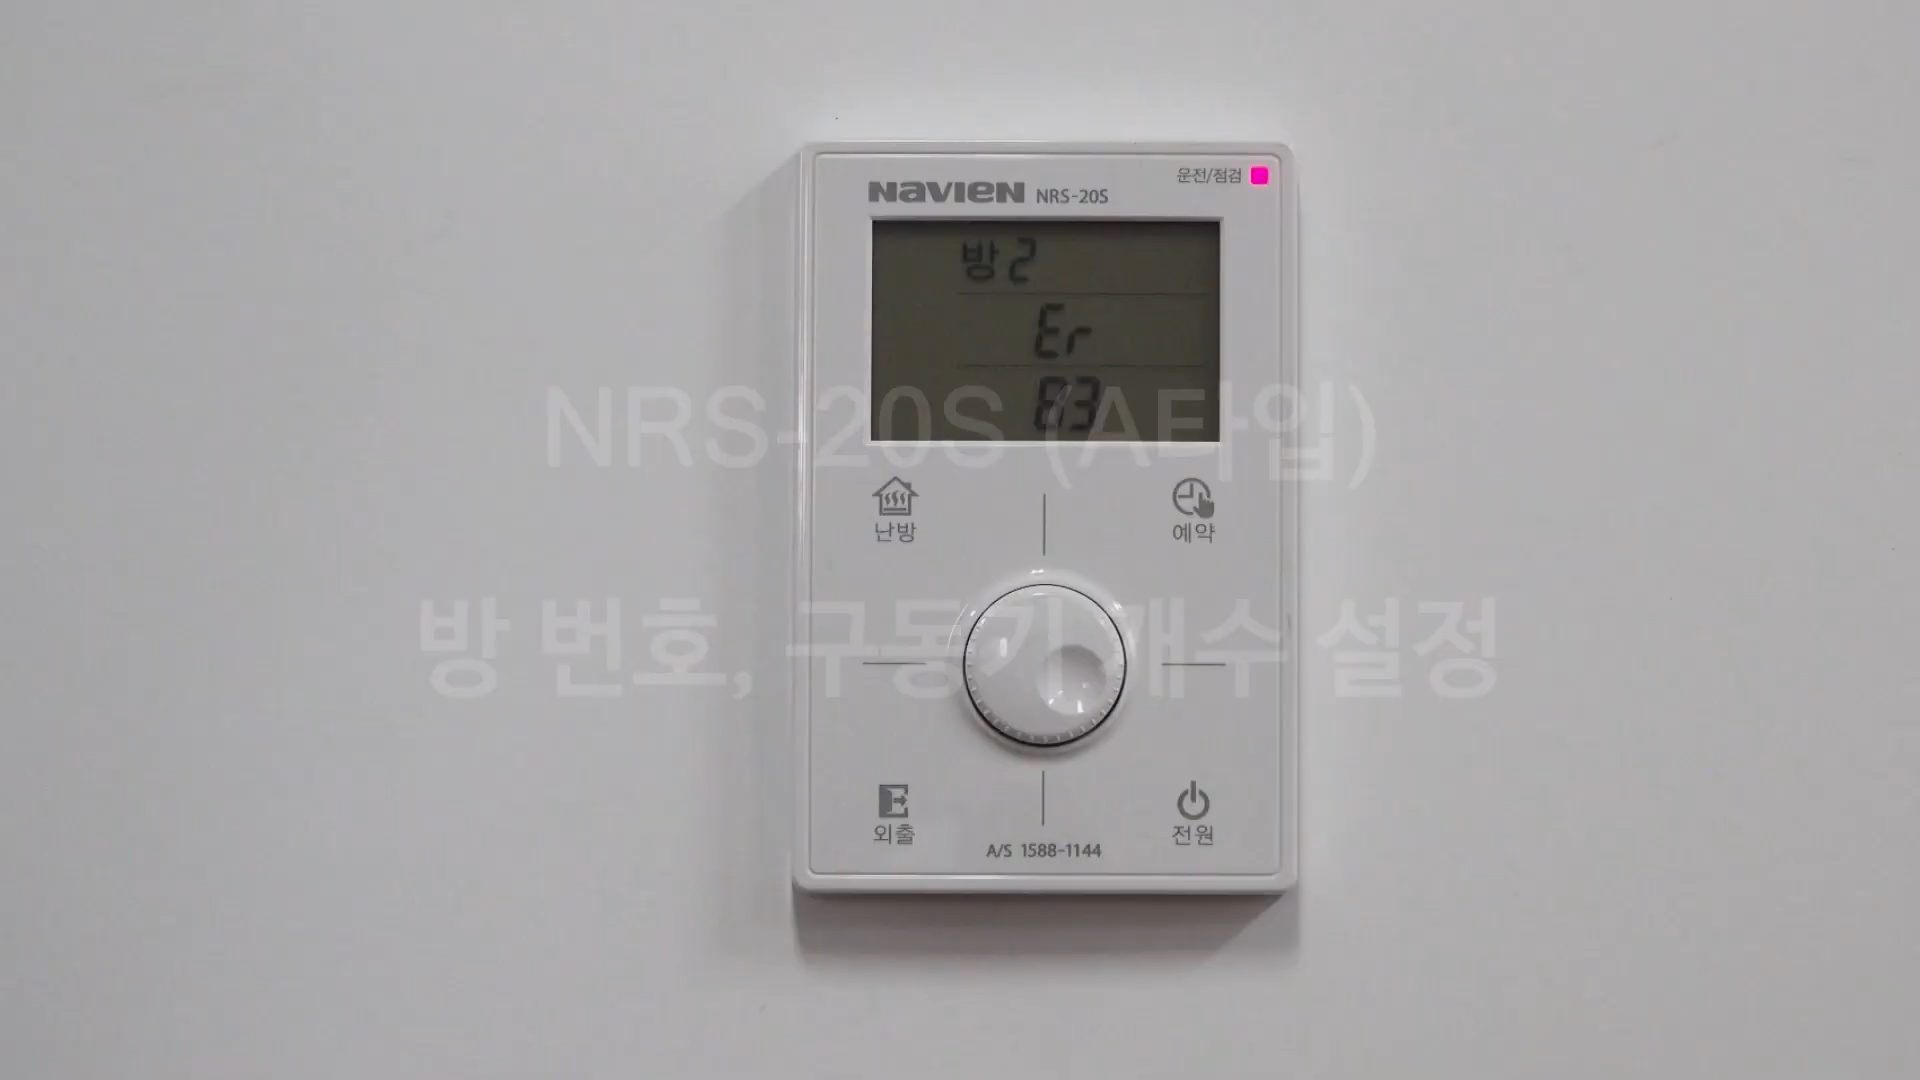 운전/점검
NAVIEN NRS-20S
방 2
Er
83
NRS-20S (A타입)
난방
예약
방 번호, 구동기 개수 설정
외출
전원
A/S 1588-1144